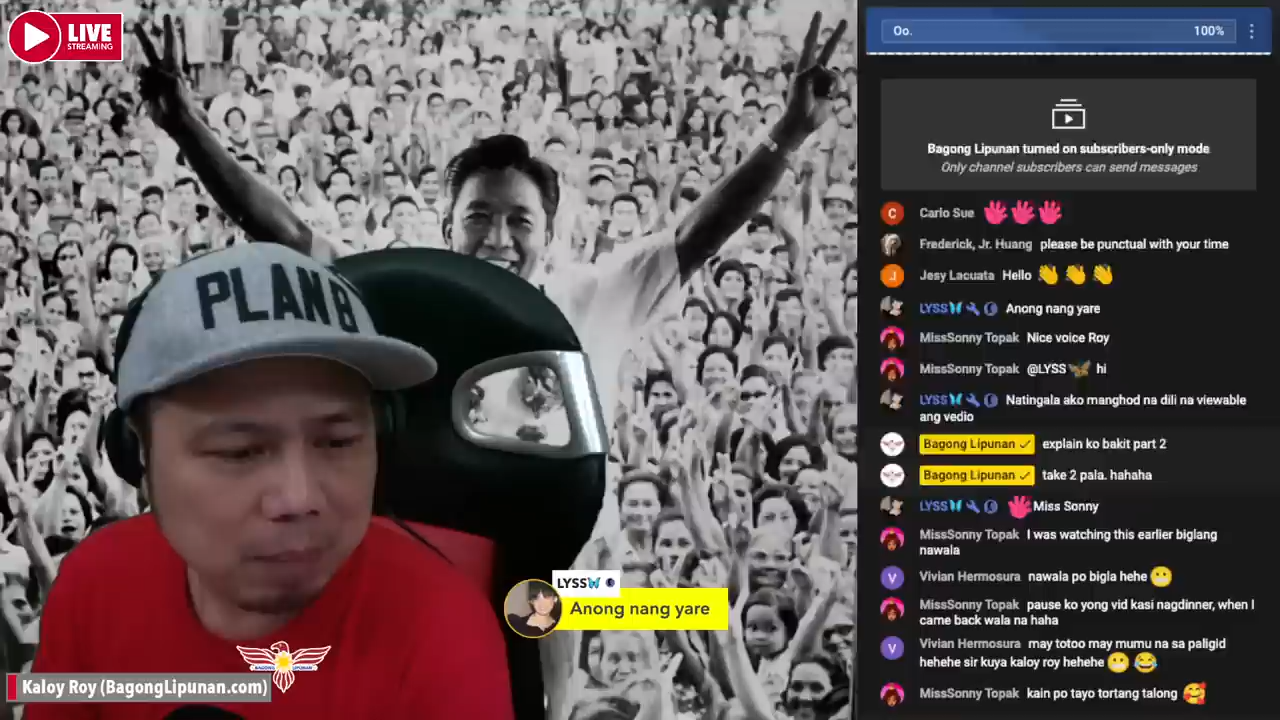 LIVE
STREAMING
PLAN B
LYSS
Anong nang yare
BAGONG LIPUNAN
Kaloy Roy (BagongLipunan.com)
Oo. 100%
Bagong Lipunan turned on subscribers-only mode
Only channel subscribers can send messages
C Carlo Sue
Frederick, Jr. Huang please be punctual with your time
J Jesy Lacuata Hello 👋 👋 👋
LYSS🦋 🔧 Anong nang yare
MissSonny Topak Nice voice Roy
MissSonny Topak @LYSS 🦋 hi
LYSS🦋 🔧 Natingala ako manghod na dili na viewable
ang vedio
Bagong Lipunan ✓ explain ko bakit part 2
Bagong Lipunan ✓ take 2 pala. hahaha
LYSS🦋 🔧 Miss Sonny
MissSonny Topak I was watching this earlier biglang
nawala
V Vivian Hermosura nawala po bigla hehe 😬
MissSonny Topak pause ko yong vid kasi nagdinner, when I
came back wala na haha
V Vivian Hermosura may totoo may mumu na sa paligid
hehehe sir kuya kaloy roy hehehe 😬 😂
MissSonny Topak kain po tayo tortang talong 🥰